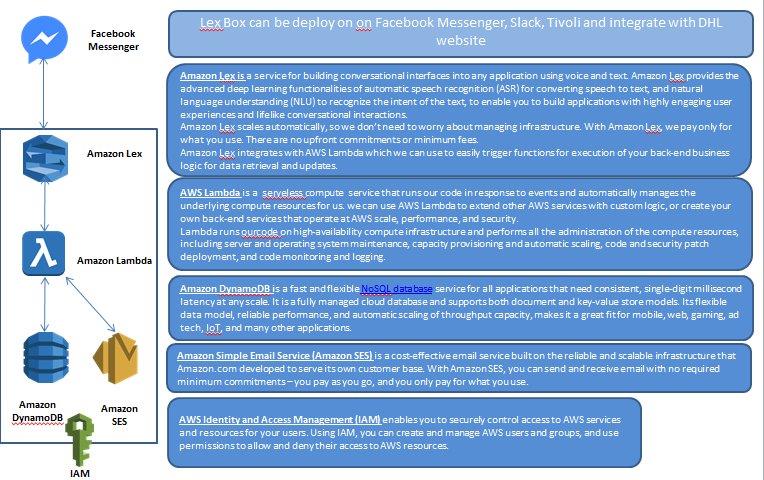 Facebook
Messenger
Lex Box can be deploy on on Facebook Messenger, Slack, Tivoli and integrate with DHL
website
Amazon Lex is a service for building conversational interfaces into any application using voice and text. Amazon Lex provides the
advanced deep learning functionalities of automatic speech recognition (ASR) for converting speech to text, and natural
language understanding (NLU) to recognize the intent of the text, to enable you to build applications with highly engaging user
experiences and lifelike conversational interactions.
Amazon Lex scales automatically, so we don't need to worry about managing infrastructure. With Amazon Lex, we pay only for
what you use. There are no upfront commitments or minimum fees.
Amazon Lex integrates with AWS Lambda which we can use to easily trigger functions for execution of your back-end business
logic for data retrieval and updates.
Amazon Lex
AWS Lambda is a serveless compute service that runs our code in response to events and automatically manages the
underlying compute resources for us. we can use AWS Lambda to extend other AWS services with custom logic, or create your
own back-end services that operate at AWS scale, performance, and security.
Lambda runs ourcode on high-availability compute infrastructure and performs all the administration of the compute resources,
including server and operating system maintenance, capacity provisioning and automatic scaling, code and security patch
deployment, and code monitoring and logging.
Amazon Lambda
Amazon DynamoDB is a fast and flexible NoSQL database service for all applications that need consistent, single-digit millisecond
latency at any scale. It is a fully managed cloud database and supports both document and key-value store models. Its flexible
data model, reliable performance, and automatic scaling of throughput capacity, makes it a great fit for mobile, web, gaming, ad
tech, IoT, and many other applications.
Amazon Simple Email Service (Amazon SES) is a cost-effective email service built on the reliable and scalable infrastructure that
Amazon.com developed to serve its own customer base. With Amazon SES, you can send and receive email with no required
minimum commitments – you pay as you go, and you only pay for what you use.
Amazon
DynamoDB
Amazon
SES
AWS Identity and Access Management (IAM) enables you to securely control access to AWS services
and resources for your users. Using IAM, you can create and manage AWS users and groups, and use
permissions to allow and deny their access to AWS resources.
IAM